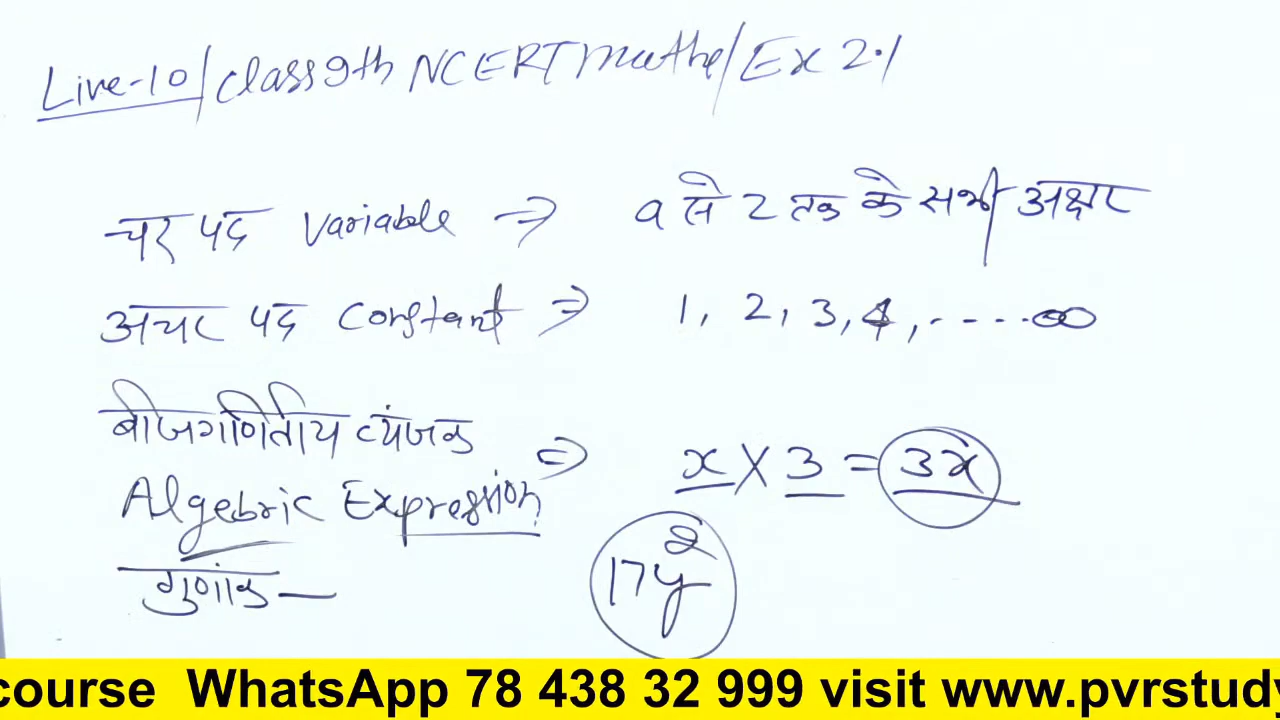 Live-10/class 9th NCERT mathe/Ex 2.1
चर पद variable ⇒ a से z तक के सभी अक्षर
अचर पद Constant ⇒ 1, 2, 3, 4, ----∞
बीजगणितीय व्यंजक
Algebric Expression ⇒ x × 3 = 3x
17y²
गुणांक —
course WhatsApp 78 438 32 999 visit www.pvrstudy